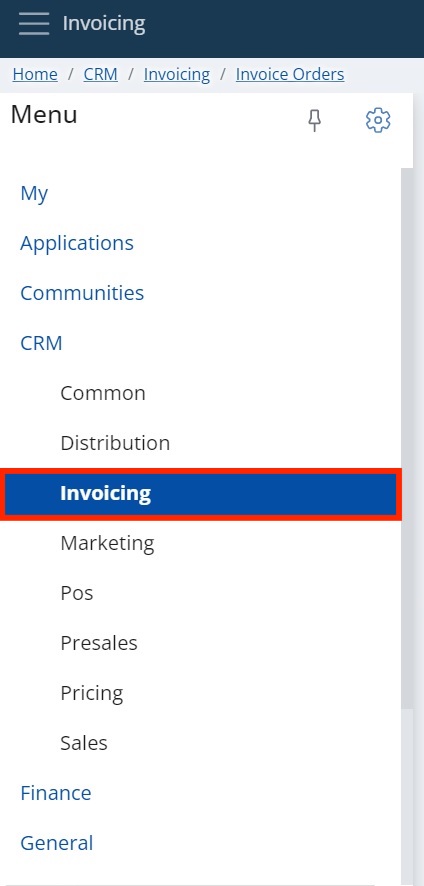 Invoicing
Home / CRM / Invoicing / Invoice Orders
Menu
My
Applications
Communities
CRM
Common
Distribution
Invoicing
Marketing
Pos
Presales
Pricing
Sales
Finance
General